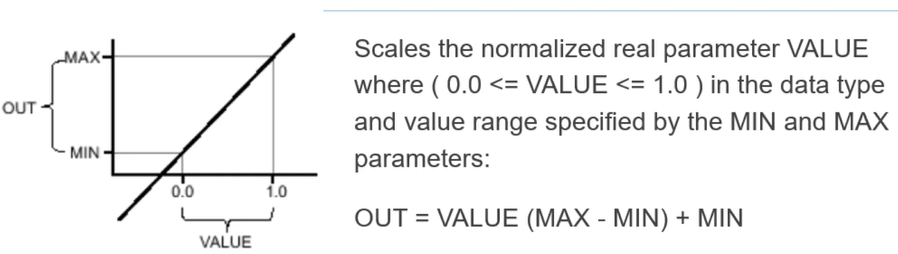 MAX
OUT
MIN
0.0
1.0
VALUE
Scales the normalized real parameter VALUE
where ( 0.0 <= VALUE <= 1.0 ) in the data type
and value range specified by the MIN and MAX
parameters:
OUT = VALUE (MAX - MIN) + MIN